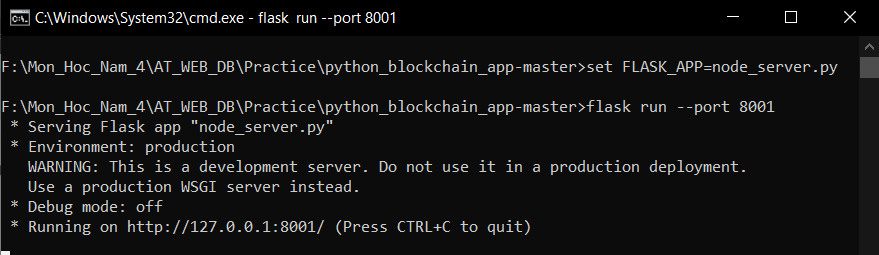 C:\Windows\System32\cmd.exe - flask run --port 8001
F:\Mon_Hoc_Nam_4\AT_WEB_DB\Practice\python_blockchain_app-master>set FLASK_APP=node_server.py
F:\Mon_Hoc_Nam_4\AT_WEB_DB\Practice\python_blockchain_app-master>flask run --port 8001
* Serving Flask app "node_server.py"
* Environment: production
WARNING: This is a development server. Do not use it in a production deployment.
Use a production WSGI server instead.
* Debug mode: off
* Running on http://127.0.0.1:8001/ (Press CTRL+C to quit)